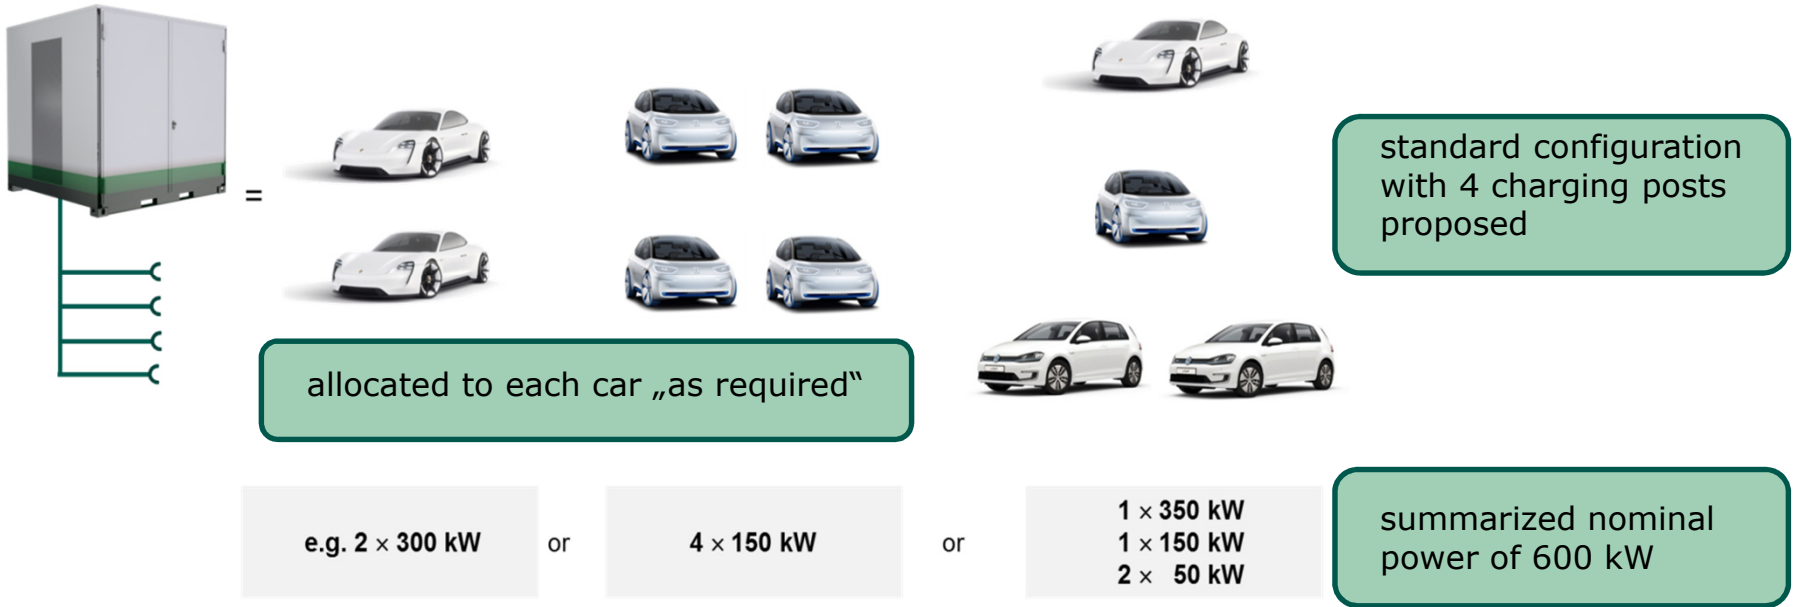 =
standard configuration
with 4 charging posts
proposed
allocated to each car „as required“
e.g. 2 × 300 kW
or
4 × 150 kW
or
1 × 350 kW
1 × 150 kW
2 × 50 kW
summarized nominal
power of 600 kW